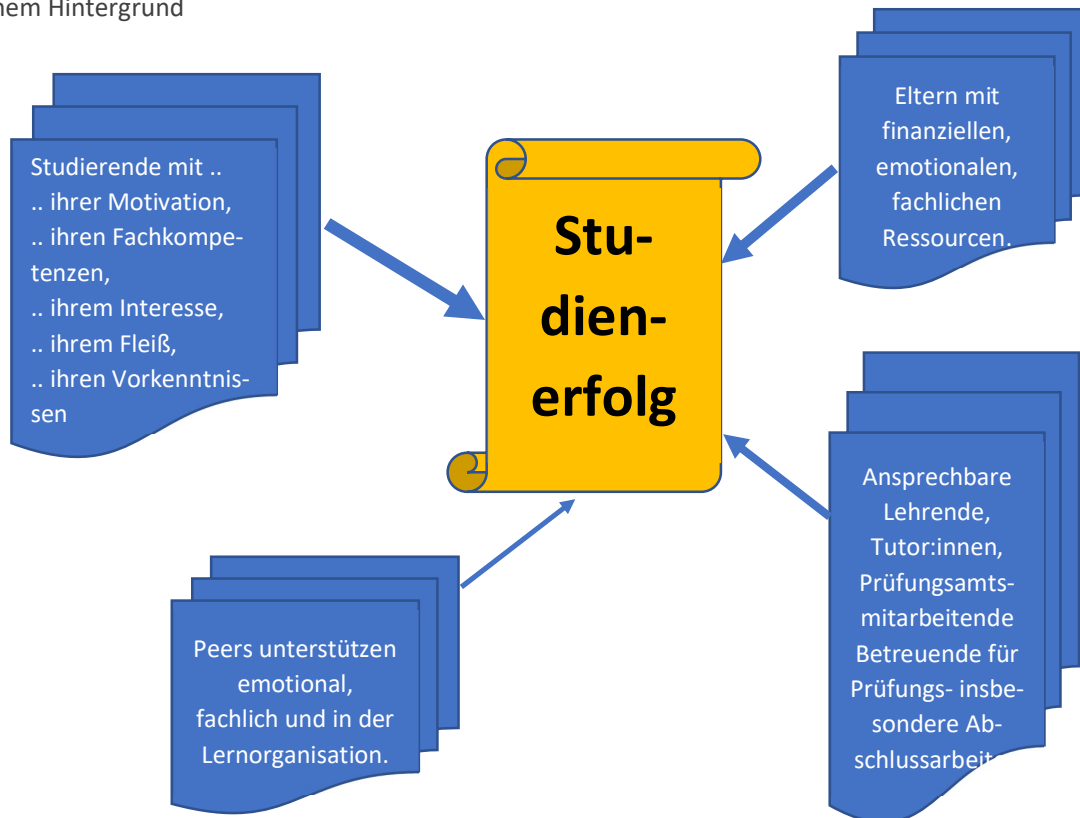 nem Hintergrund
Studierende mit ..
.. ihrer Motivation,
.. ihren Fachkompe-
tenzen,
.. ihrem Interesse,
.. ihrem Fleiß,
.. ihren Vorkenntnis-
sen
Stu-
dien-
erfolg
Eltern mit
finanziellen,
emotionalen,
fachlichen
Ressourcen.
Ansprechbare
Lehrende,
Tutor:innen,
Prüfungsamts-
mitarbeitende
Betreuende für
Prüfungs- insbe-
sondere Ab-
schlussarbeit
Peers unterstützen
emotional,
fachlich und in der
Lernorganisation.